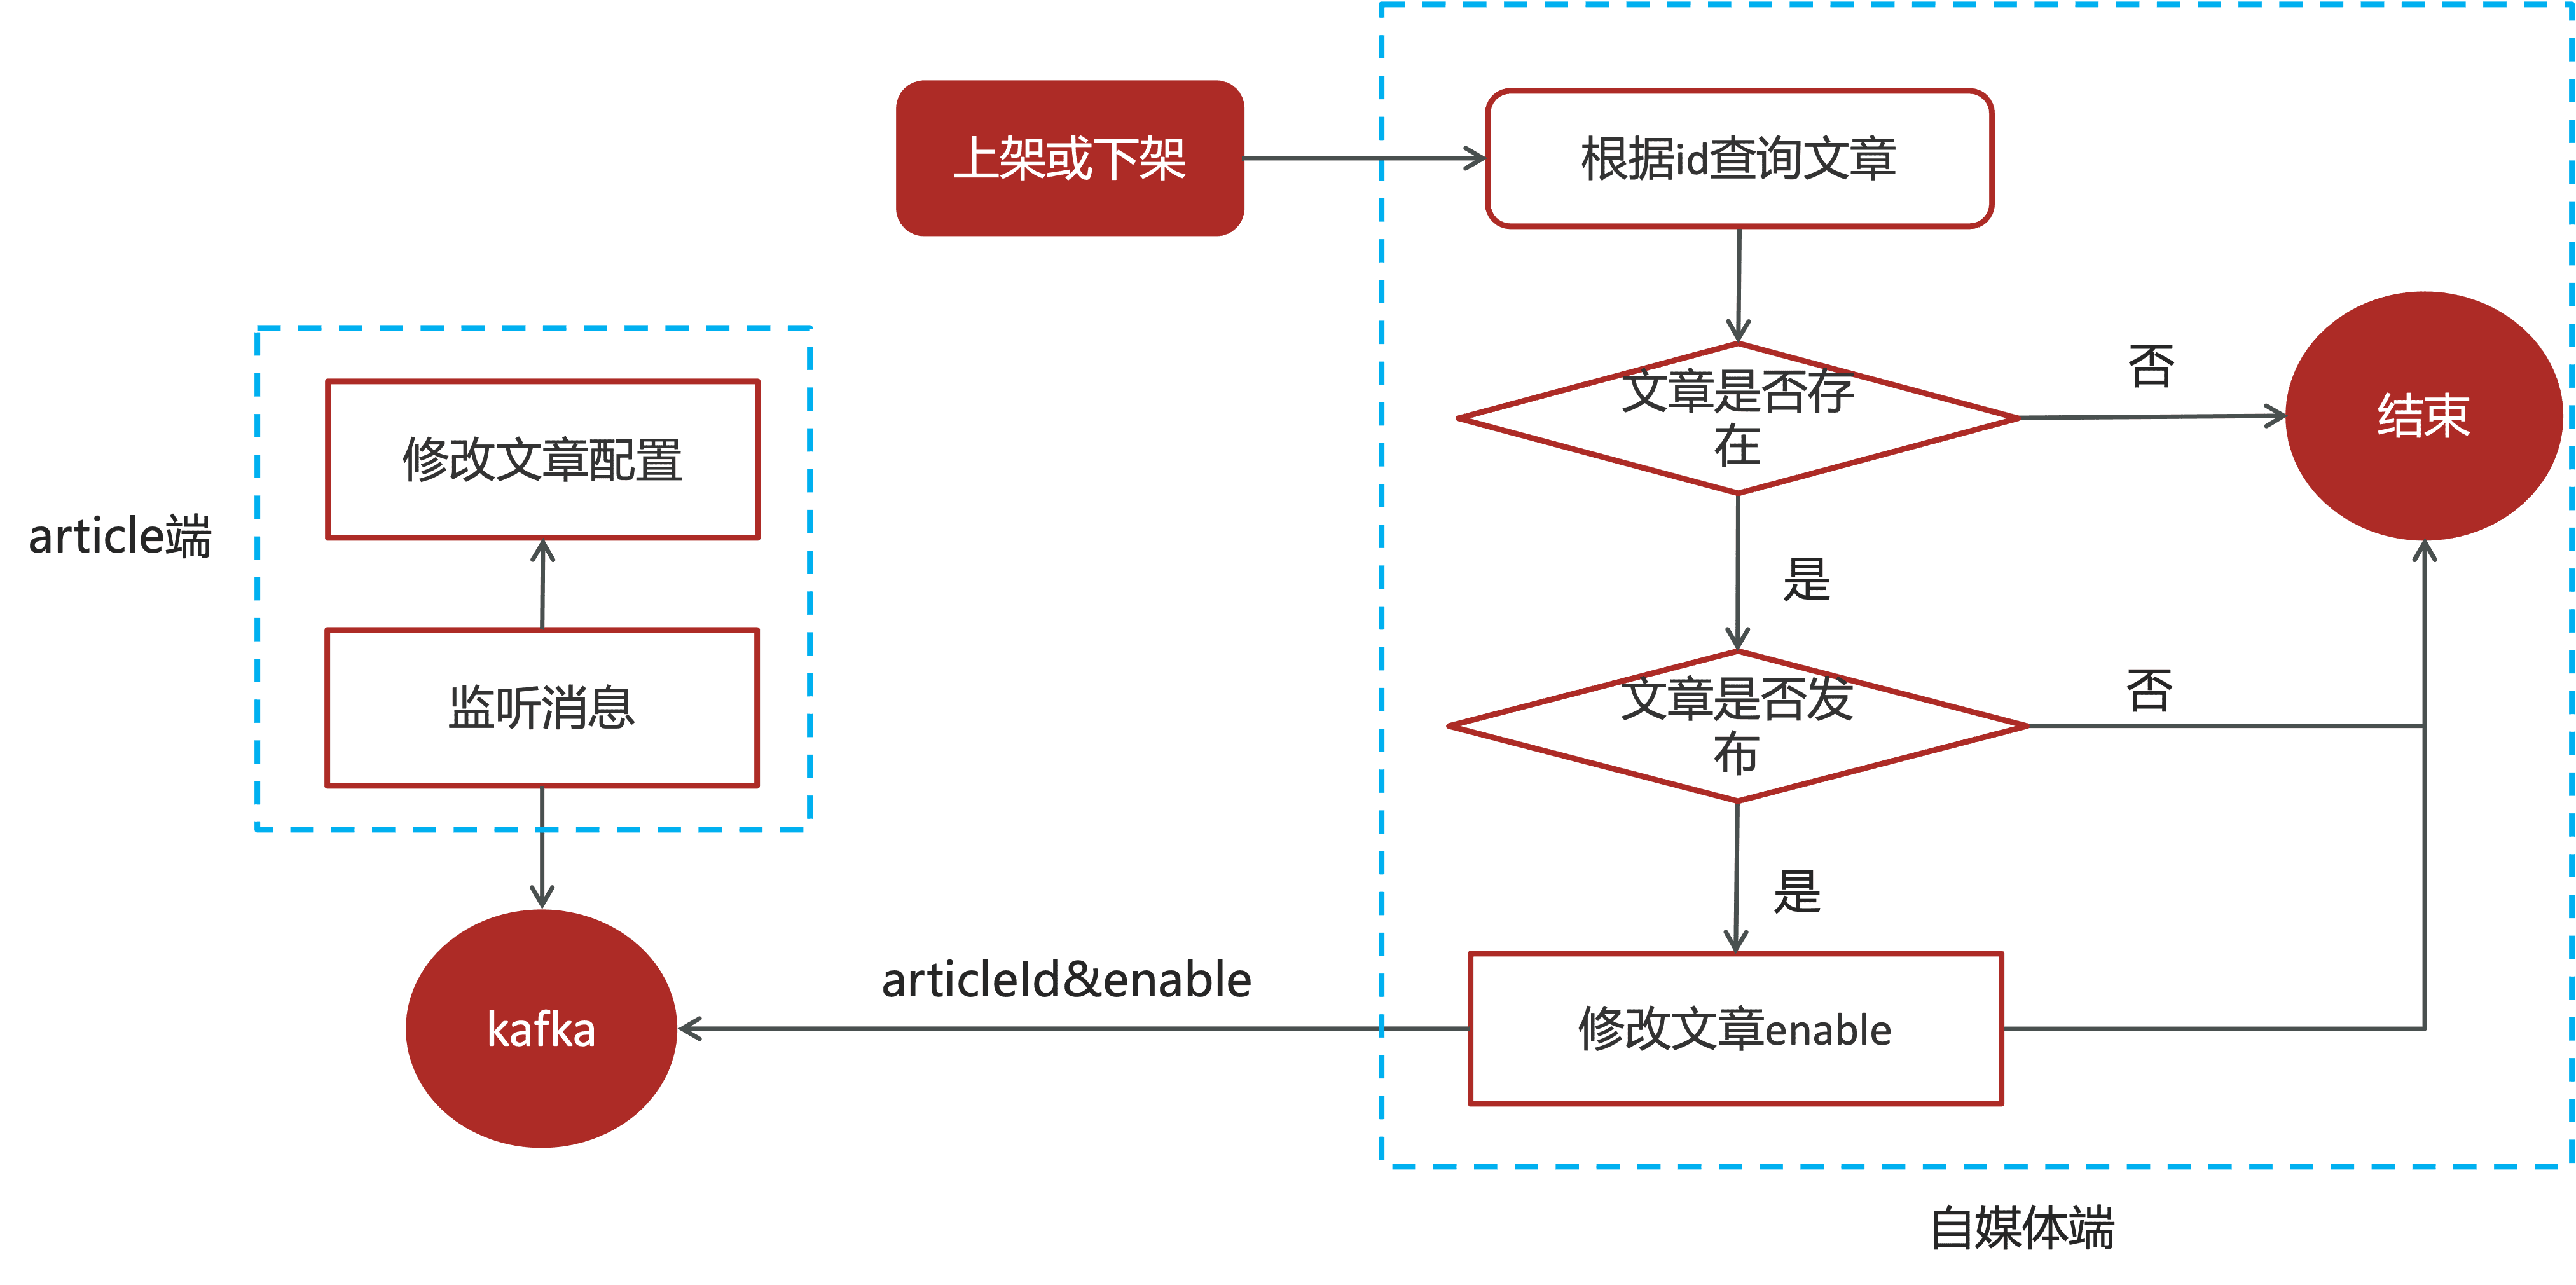 上架或下架
根据id查询文章
文章是否存
在
否
结束
是
文章是否发
布
否
是
修改文章enable
articleId&enable
kafka
监听消息
修改文章配置
article端
自媒体端